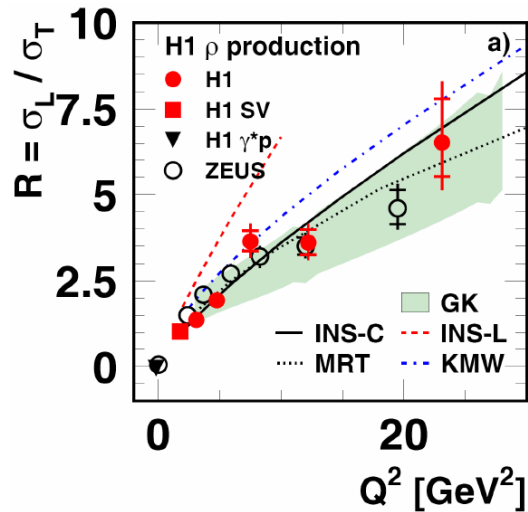 H1 ρ production
a)
H1
H1 SV
H1 γ*p
ZEUS
GK
INS-C
INS-L
MRT
KMW
R = σL / σT
10
7.5
5
2.5
0
0
20
Q² [GeV²]